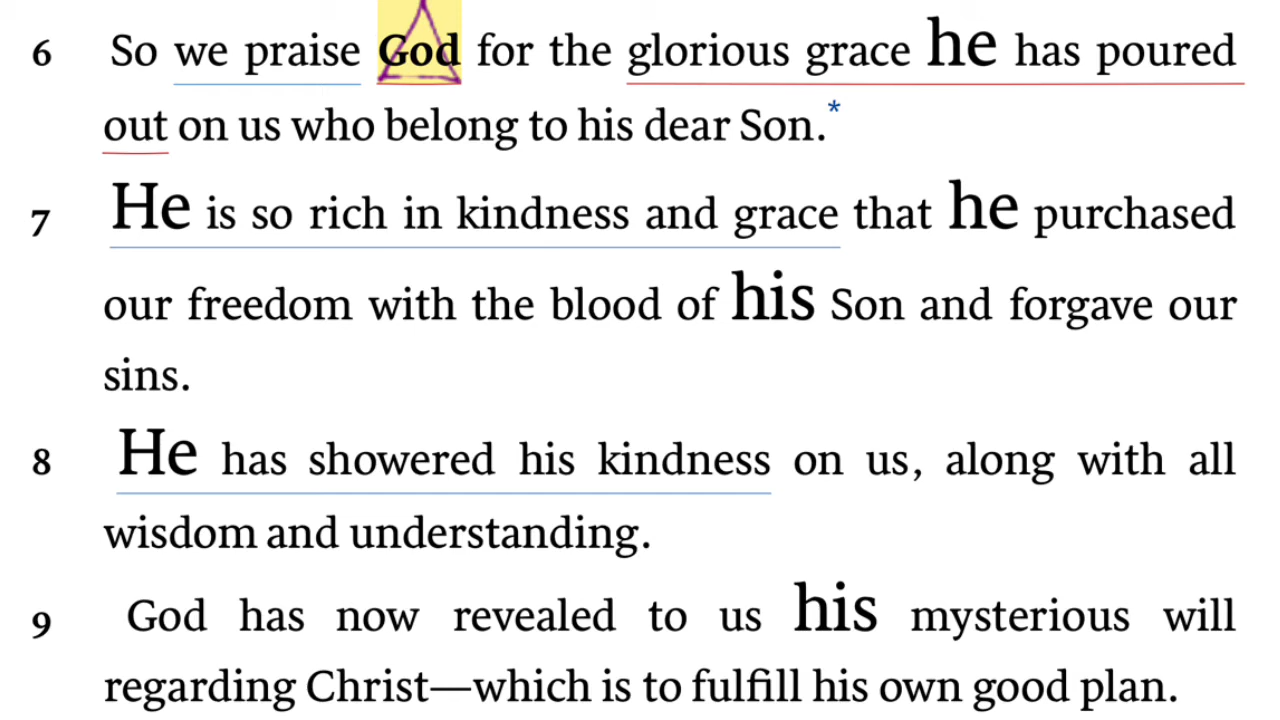 6 So we praise God for the glorious grace he has poured
out on us who belong to his dear Son.*
7 He is so rich in kindness and grace that he purchased
our freedom with the blood of his Son and forgave our
sins.
8 He has showered his kindness on us, along with all
wisdom and understanding.
9 God has now revealed to us his mysterious will
regarding Christ—which is to fulfill his own good plan.